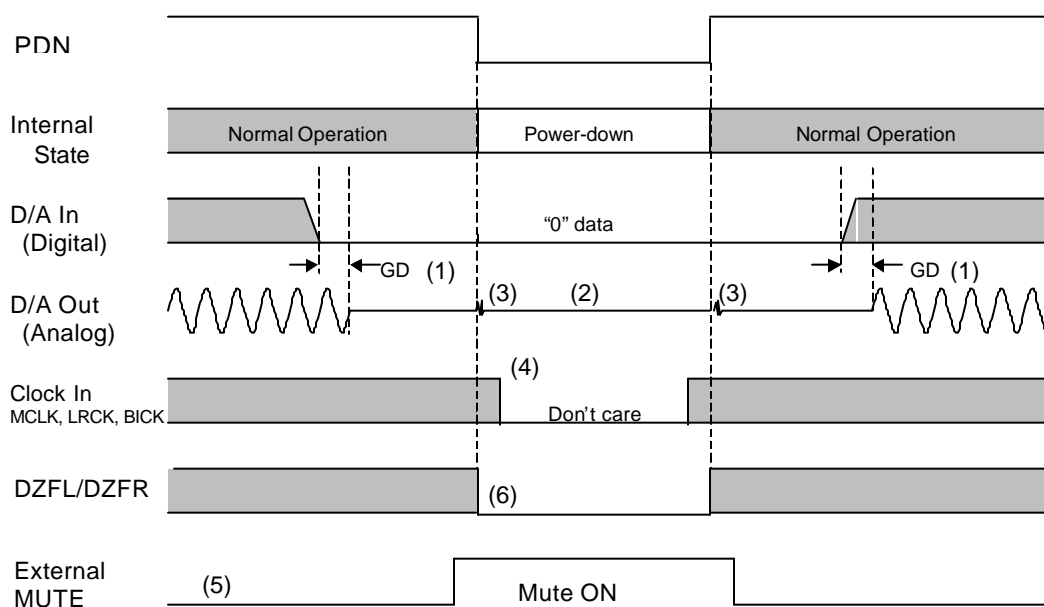 PDN
Internal
State
Normal Operation
Power-down
Normal Operation
D/A In
(Digital)
"0" data
GD (1)
GD (1)
D/A Out
(Analog)
(3)
(2)
(3)
Clock In
MCLK, LRCK, BICK
(4)
Don't care
DZFL/DZFR
(6)
External
MUTE
(5)
Mute ON